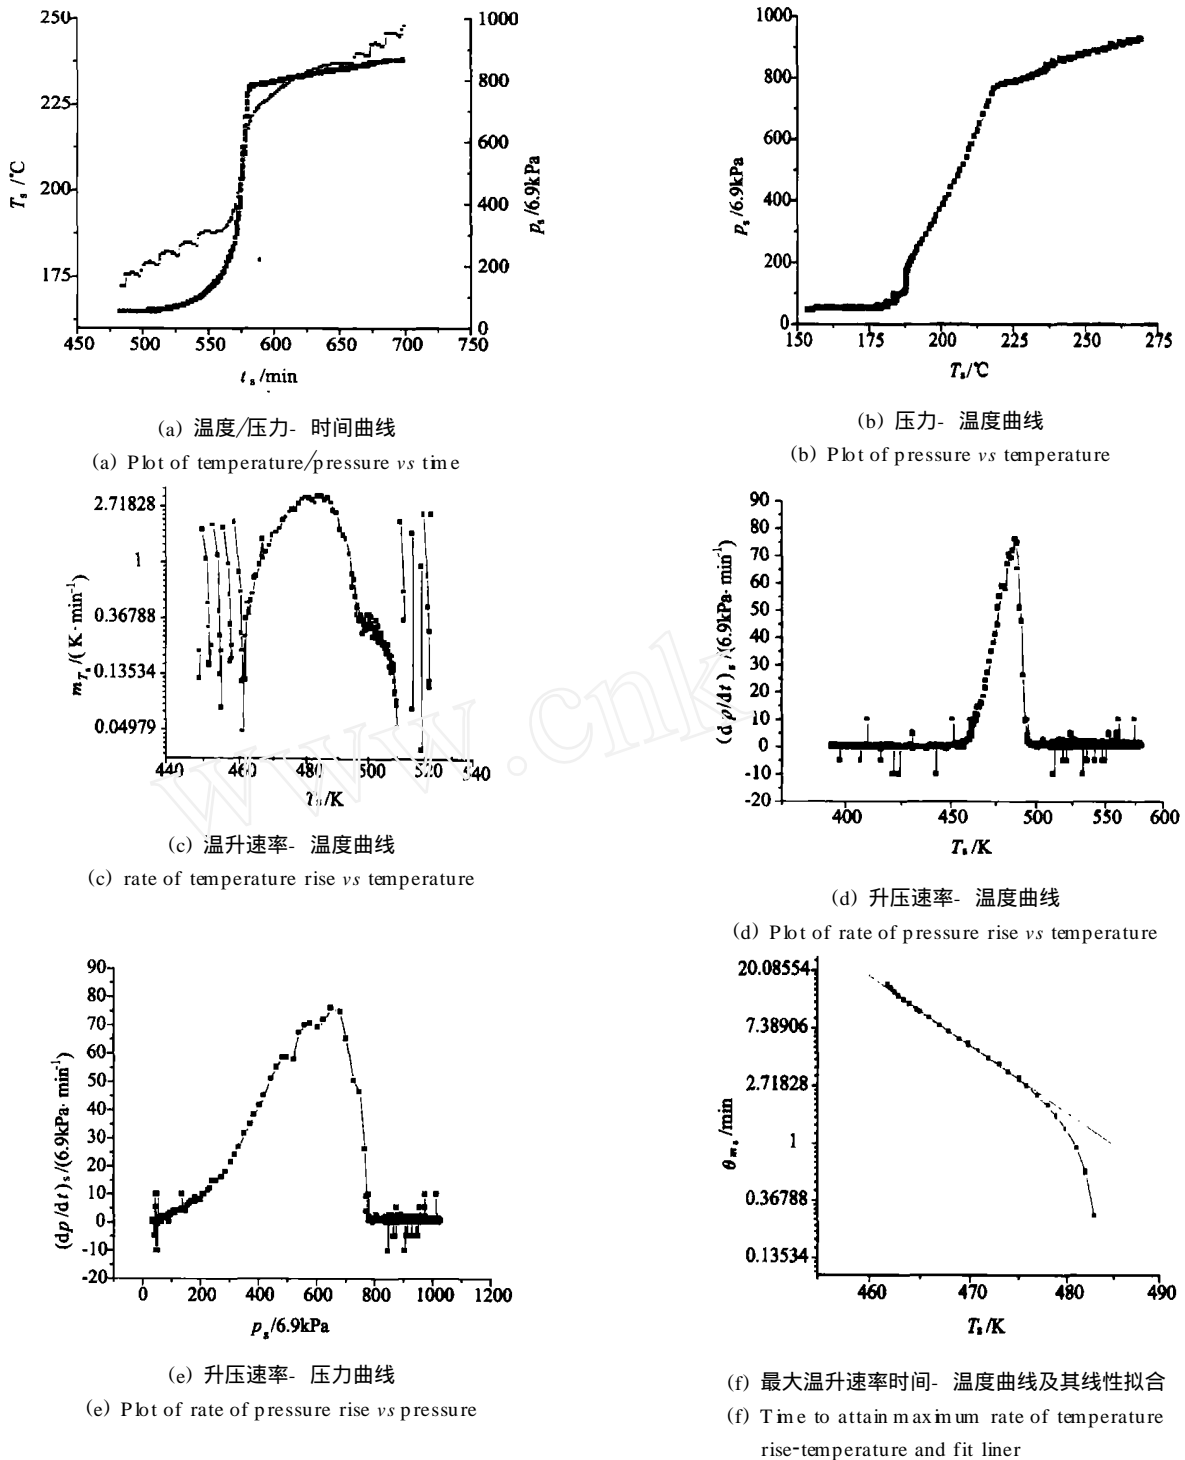 250
225
200
175
T_s /℃
1000
800
600
400
200
0
p_s /6.9kPa
450 500 550 600 650 700 750
t_s /min
(a) 温度/压力- 时间曲线
(a) Plot of temperature/pressure vs time
1000
800
600
400
200
0
p_s /6.9kPa
150 175 200 225 250 275
T_s/℃
(b) 压力- 温度曲线
(b) Plot of pressure vs temperature
2.71828
1
0.36788
0.13534
0.04979
m_Ts /(K·min⁻¹)
440 460 480 500 520 540
T_s/K
(c) 温升速率- 温度曲线
(c) rate of temperature rise vs temperature
90
80
70
60
50
40
30
20
10
0
-10
-20
(dp/dt)_s /(6.9kPa·min⁻¹)
400 450 500 550 600
T_s /K
(d) 升压速率- 温度曲线
(d) Plot of rate of pressure rise vs temperature
90
80
70
60
50
40
30
20
10
0
-10
-20
(dp/dt)_s /(6.9kPa·min⁻¹)
0 200 400 600 800 1000 1200
p_s/6.9kPa
(e) 升压速率- 压力曲线
(e) Plot of rate of pressure rise vs pressure
20.08554
7.38906
2.71828
1
0.36788
0.13534
θ_ms /min
460 470 480 490
T_s /K
(f) 最大温升速率时间- 温度曲线及其线性拟合
(f) Time to attain maximum rate of temperature
rise-temperature and fit liner
www.cnk